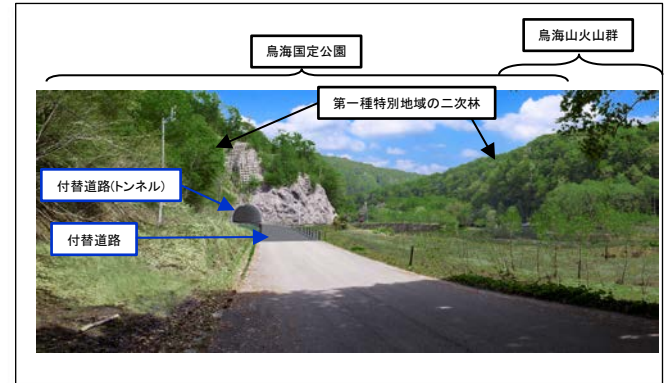 鳥海山火山群
鳥海国定公園
第一種特別地域の二次林
付替道路(トンネル)
付替道路